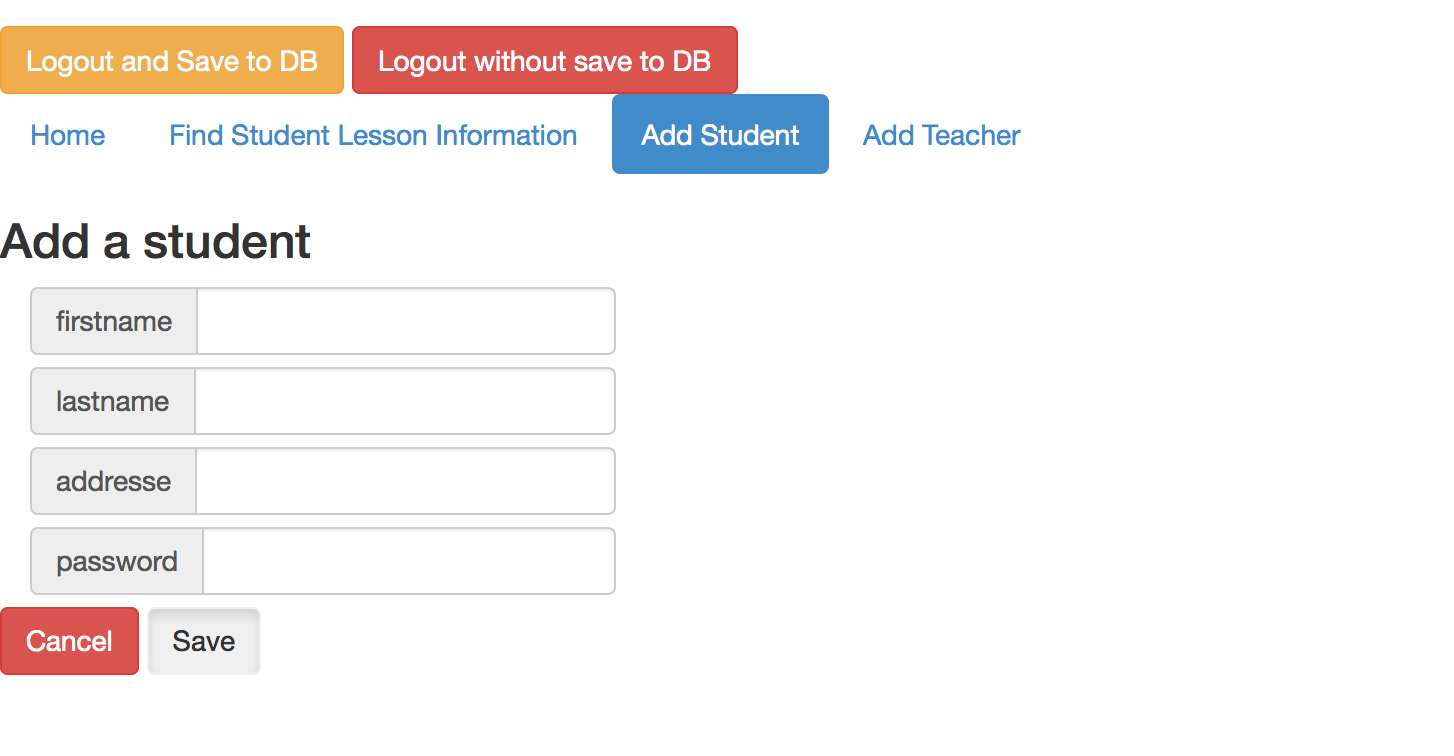 Logout and Save to DB Logout without save to DB
Home Find Student Lesson Information Add Student Add Teacher
Add a student
firstname
lastname
addresse
password
Cancel Save